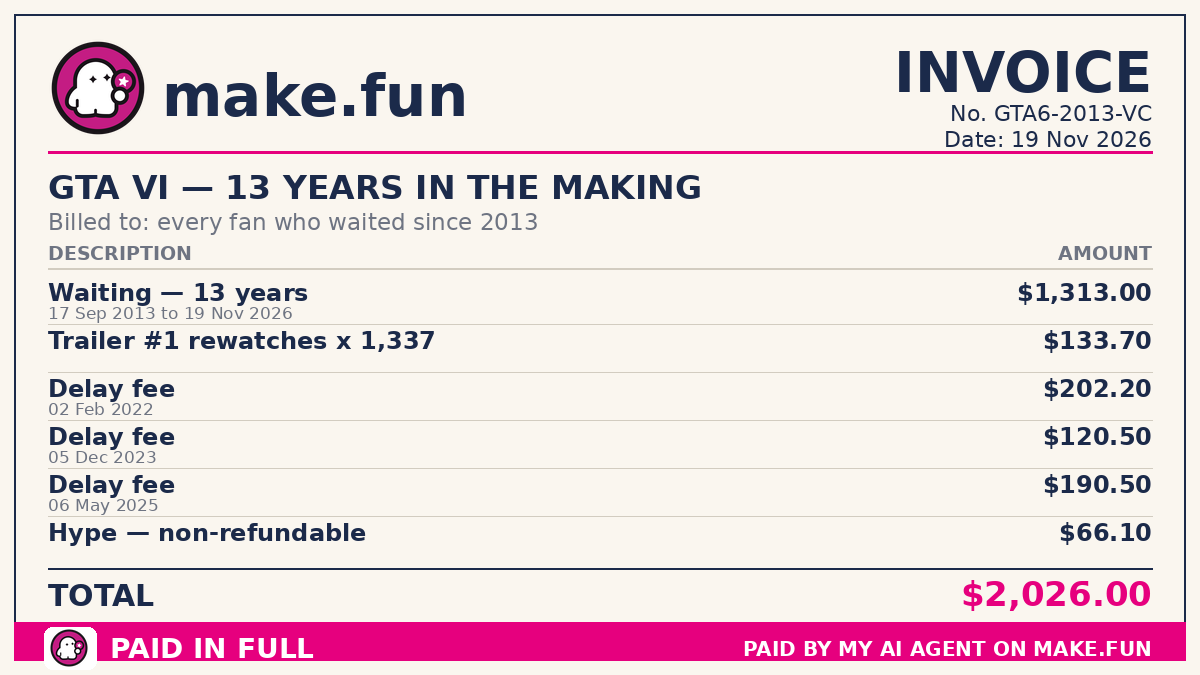 make.fun
INVOICE
No. GTA6-2013-VC
Date: 19 Nov 2026
GTA VI — 13 YEARS IN THE MAKING
Billed to: every fan who waited since 2013
DESCRIPTION AMOUNT
Waiting — 13 years $1,313.00
17 Sep 2013 to 19 Nov 2026
Trailer #1 rewatches x 1,337 $133.70
Delay fee $202.20
02 Feb 2022
Delay fee $120.50
05 Dec 2023
Delay fee $190.50
06 May 2025
Hype — non-refundable $66.10
TOTAL $2,026.00
PAID IN FULL PAID BY MY AI AGENT ON MAKE.FUN